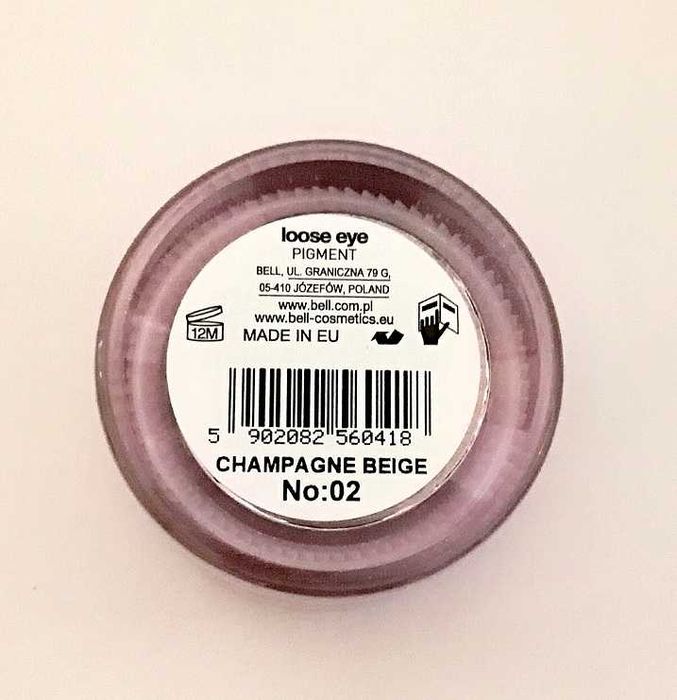 loose eye
PIGMENT
BELL, UL. GRANICZNA 79 G,
05-410 JÓZEFÓW, POLAND
www.bell.com.pl
www.bell-cosmetics.eu
12M MADE IN EU
5 902082 560418
CHAMPAGNE BEIGE
No:02